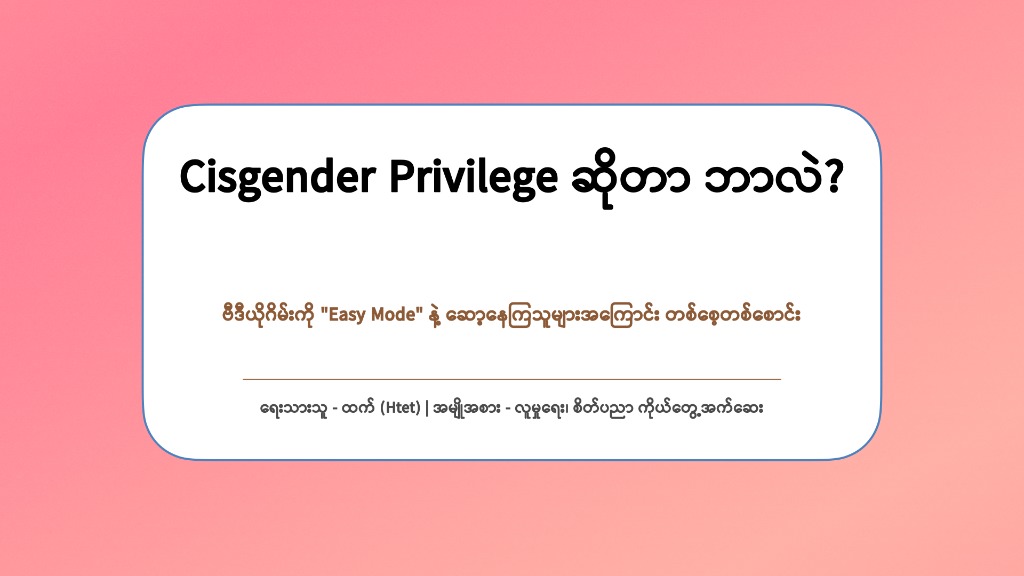 Cisgender Privilege ဆိုတာ ဘာလဲ?
ဗီဒီယိုဂိမ်းကို "Easy Mode" နဲ့ ဆော့နေကြသူများအကြောင်း တစ်စေ့တစ်စောင်း
ရေးသားသူ - ထက် (Htet) | အမျိုးအစား - လူမှုရေး၊ စိတ်ပညာ ကိုယ်တွေ့အက်ဆေး